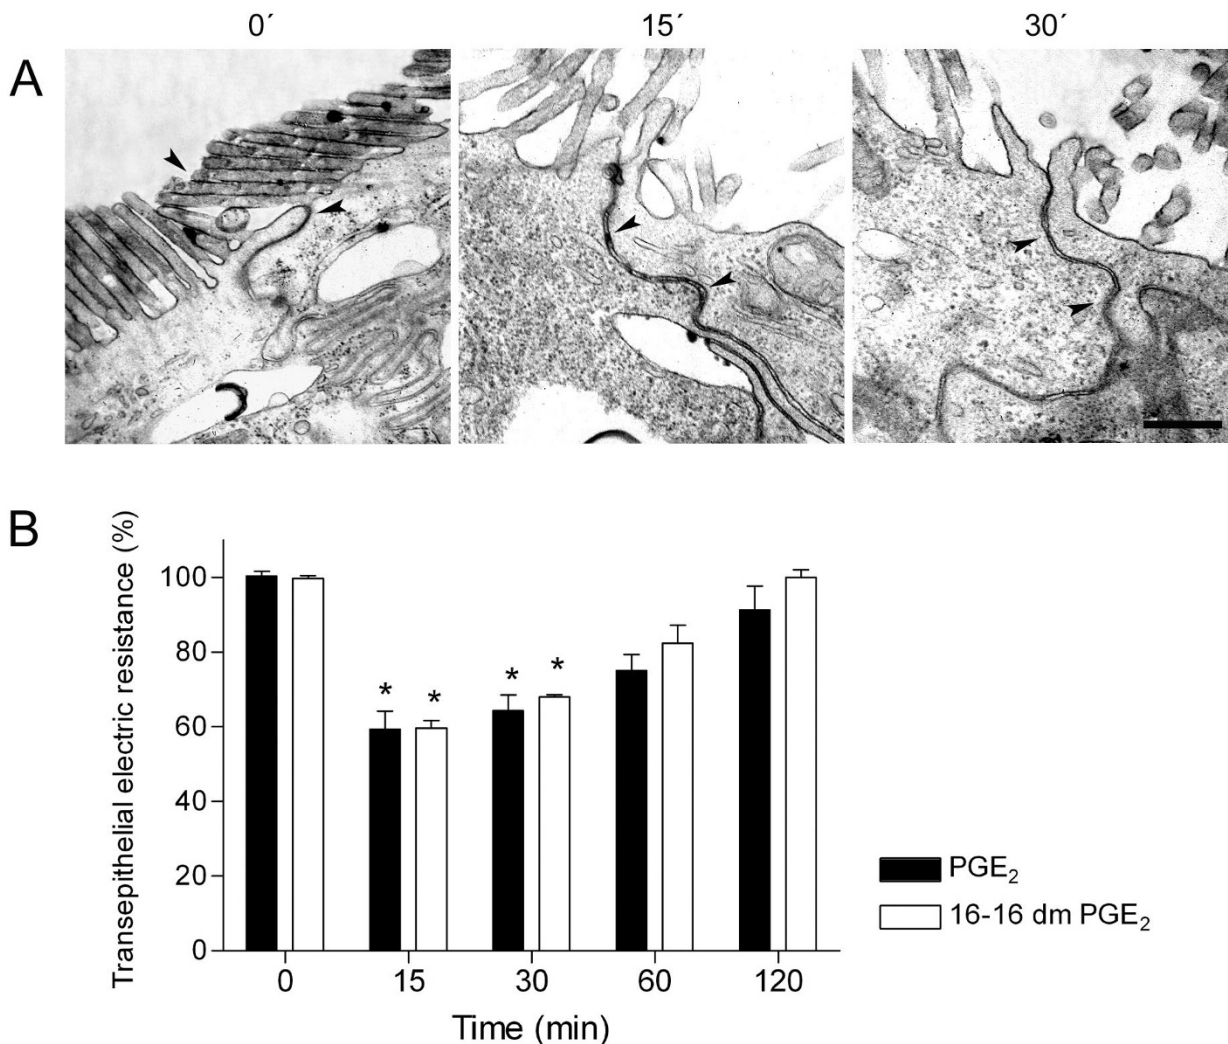 0´ 15´ 30´
A
B
Transepithelial electric resistance (%)
100
80
60
40
20
0
* * * *
0 15 30 60 120
Time (min)
PGE₂
16-16 dm PGE₂